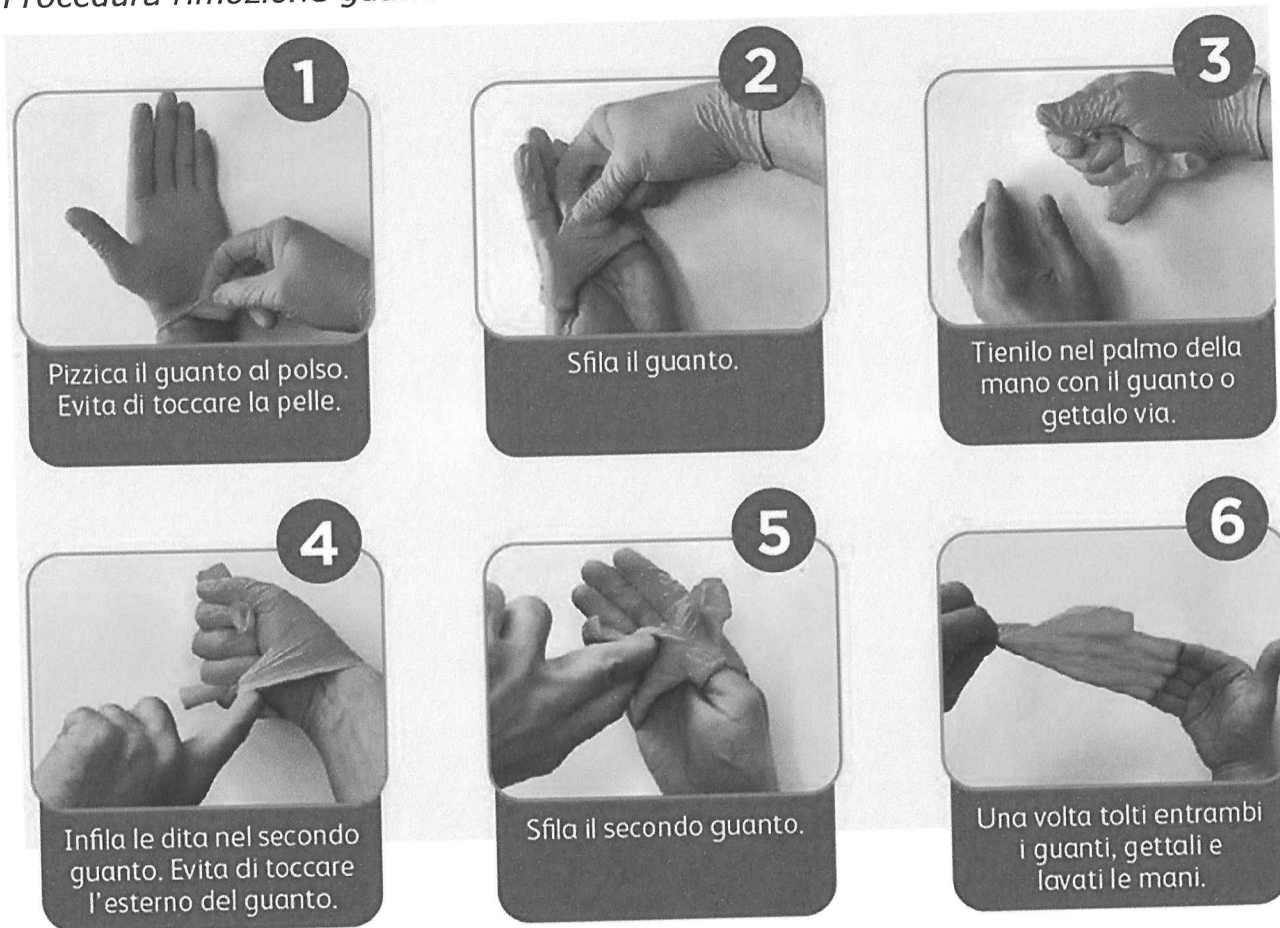 Procedura rimozione
1
2
3
Pizzica il guanto al polso.
Evita di toccare la pelle.
Sfila il guanto.
Tienilo nel palmo della
mano con il guanto o
gettalo via.
4
5
6
Infila le dita nel secondo
guanto. Evita di toccare
l'esterno del guanto.
Sfila il secondo guanto.
Una volta tolti entrambi
i guanti, gettali e
lavati le mani.